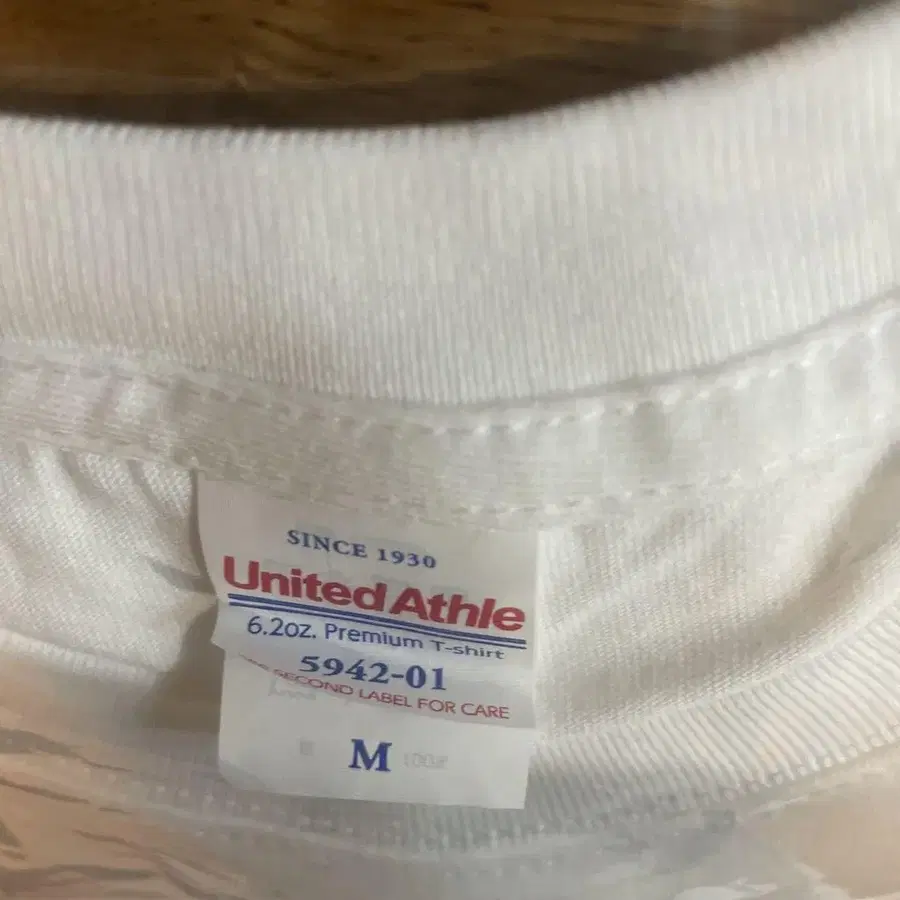 SINCE 1930
United Athle
6.2oz. Premium T-shirt
5942-01
SECOND LABEL FOR CARE
M